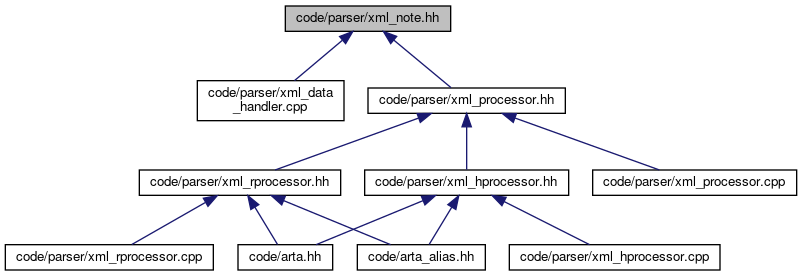 code/parser/xml_note.hh
code/parser/xml_data
_handler.cpp
code/parser/xml_processor.hh
code/parser/xml_rprocessor.hh
code/parser/xml_hprocessor.hh
code/parser/xml_processor.cpp
code/parser/xml_rprocessor.cpp
code/arta.hh
code/arta_alias.hh
code/parser/xml_hprocessor.cpp